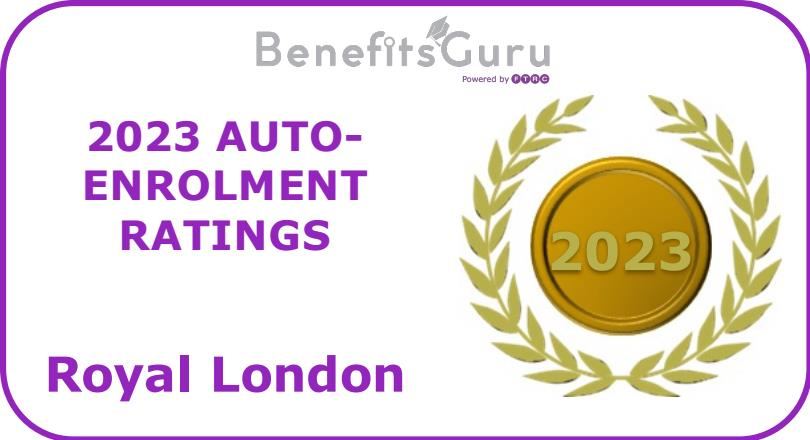 BenefitsGuru
Powered by FTRC
2023 AUTO-
ENROLMENT
RATINGS
2023
Royal London